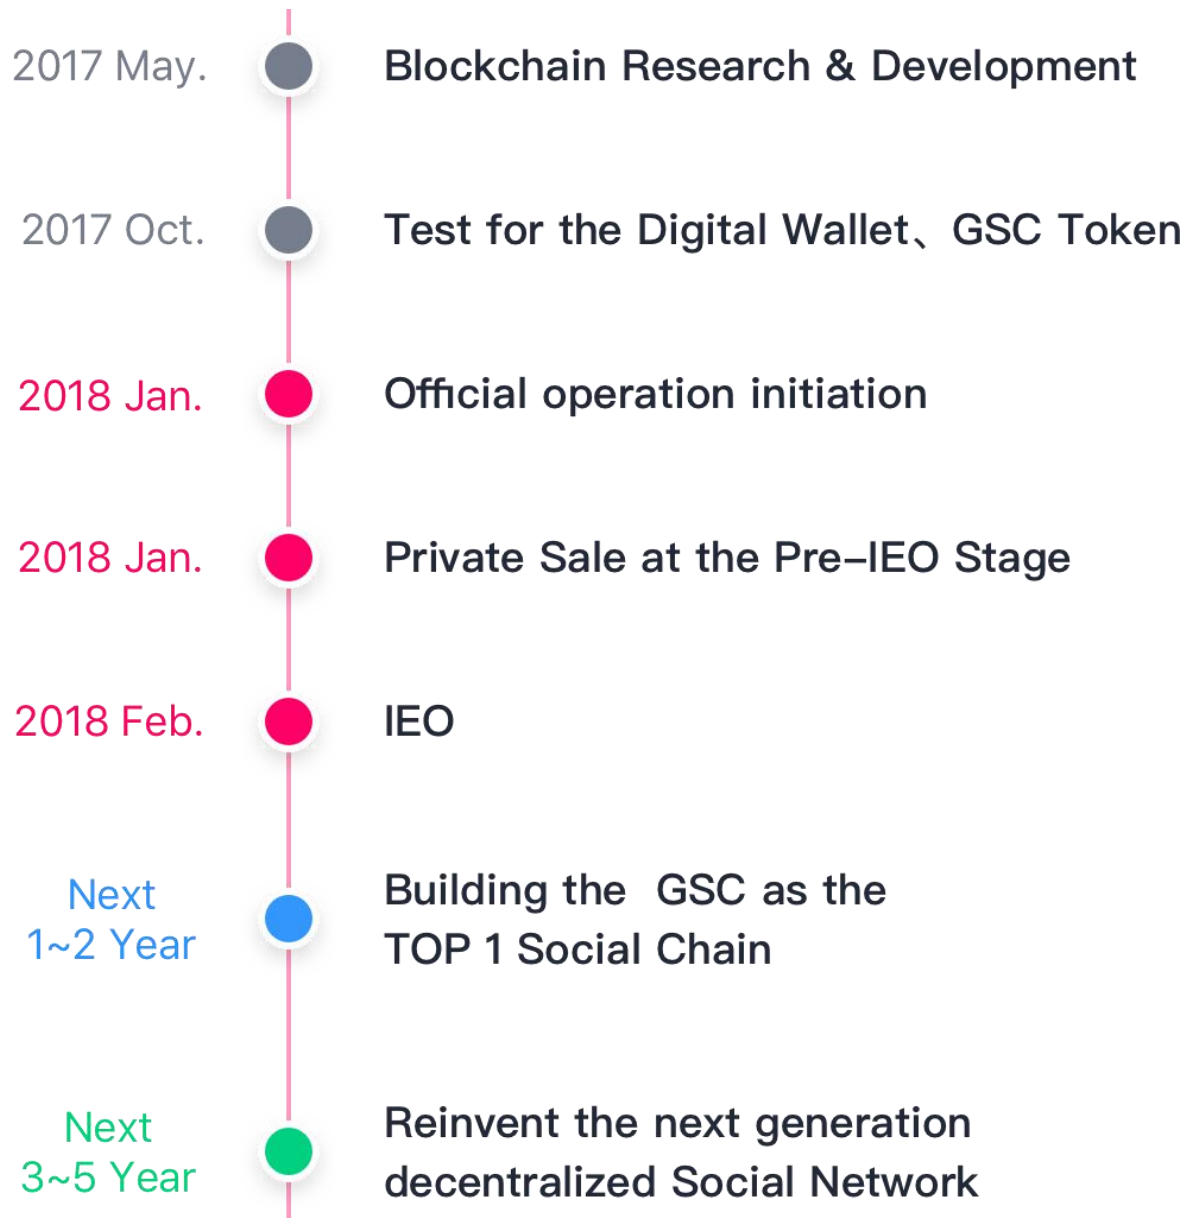 2017 May.
Blockchain Research & Development
2017 Oct.
Test for the Digital Wallet、GSC Token
2018 Jan.
Official operation initiation
2018 Jan.
Private Sale at the Pre–IEO Stage
2018 Feb.
IEO
Next
1~2 Year
Building the  GSC as the
TOP 1 Social Chain
Next
3~5 Year
Reinvent the next generation
decentralized Social Network